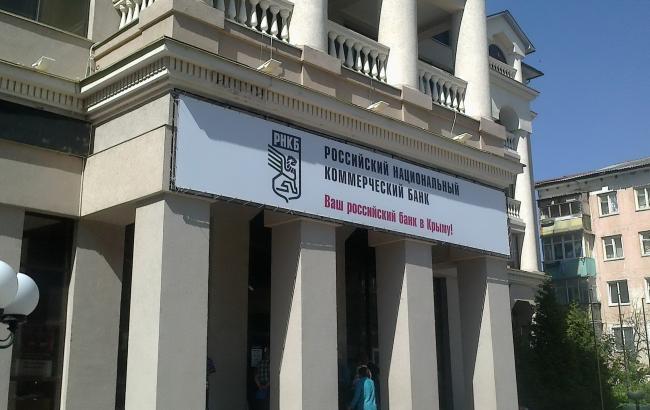 РНКБ
РОССИЙСКИЙ НАЦИОНАЛЬНЫЙ
КОММЕРЧЕСКИЙ БАНК
Ваш российский банк в Крыму!